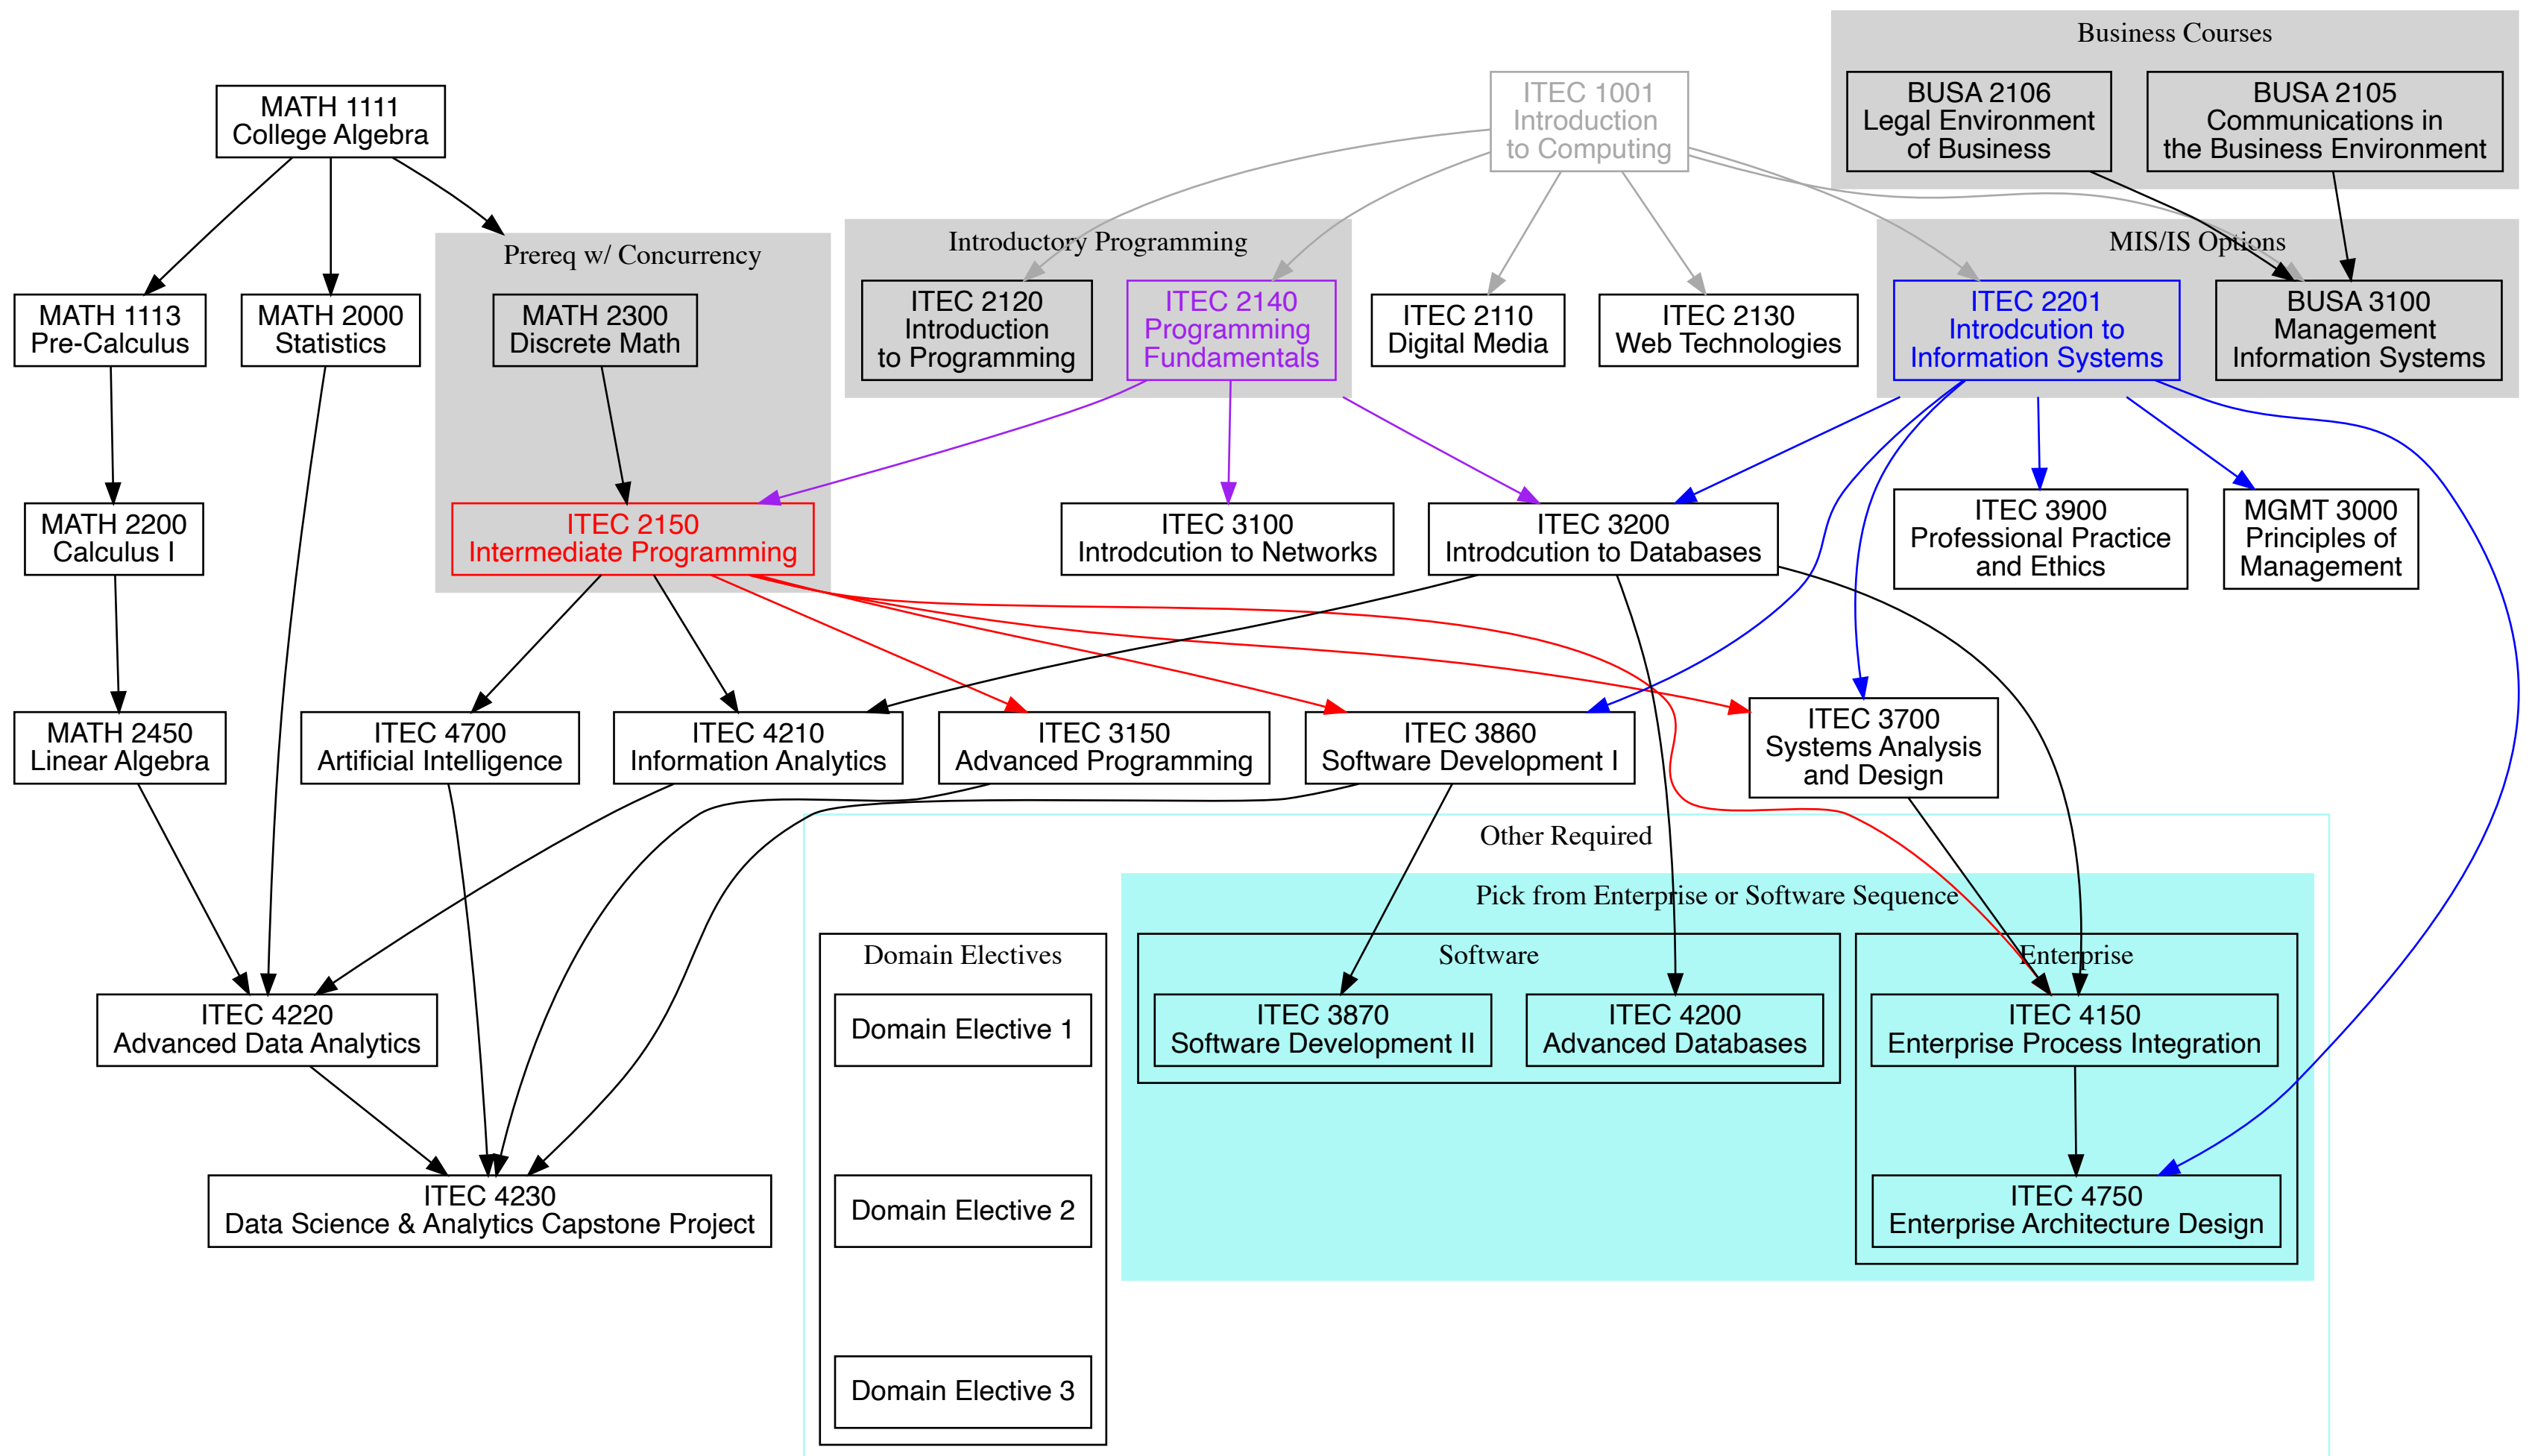 Business Courses
MATH 1111
College Algebra
ITEC 1001
Introduction
to Computing
BUSA 2106
Legal Environment
of Business
BUSA 2105
Communications in
the Business Environment
Prereq w/ Concurrency
Introductory Programming
MIS/IS Options
MATH 1113
Pre-Calculus
MATH 2000
Statistics
MATH 2300
Discrete Math
ITEC 2120
Introduction
to Programming
ITEC 2140
Programming
Fundamentals
ITEC 2110
Digital Media
ITEC 2130
Web Technologies
ITEC 2201
Introdcution to
Information Systems
BUSA 3100
Management
Information Systems
MATH 2200
Calculus I
ITEC 2150
Intermediate Programming
ITEC 3100
Introdcution to Networks
ITEC 3200
Introdcution to Databases
ITEC 3900
Professional Practice
and Ethics
MGMT 3000
Principles of
Management
MATH 2450
Linear Algebra
ITEC 4700
Artificial Intelligence
ITEC 4210
Information Analytics
ITEC 3150
Advanced Programming
ITEC 3860
Software Development I
ITEC 3700
Systems Analysis
and Design
Other Required
Pick from Enterprise or Software Sequence
Domain Electives
Software
Enterprise
ITEC 4220
Advanced Data Analytics
Domain Elective 1
ITEC 3870
Software Development II
ITEC 4200
Advanced Databases
ITEC 4150
Enterprise Process Integration
ITEC 4230
Data Science & Analytics Capstone Project
Domain Elective 2
ITEC 4750
Enterprise Architecture Design
Domain Elective 3